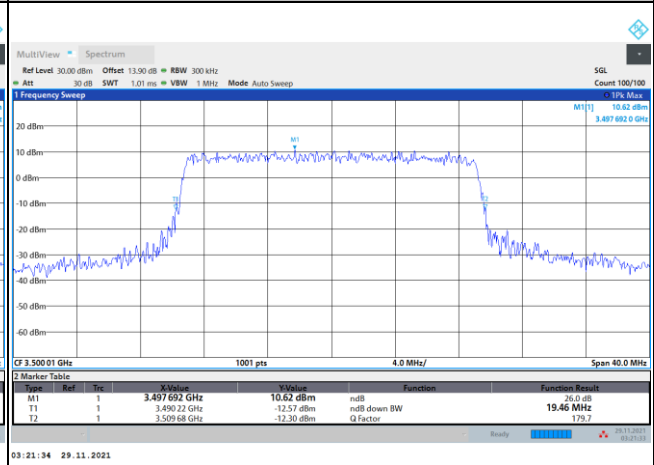 MultiView Spectrum
Ref Level 30.00 dBm Offset 13.90 dB RBW 300 kHz SGL
Att 30 dB SWT 1.01 ms VBW 1 MHz Mode Auto Sweep Count 100/100
1 Frequency Sweep 1Pk Max
M1[1] 10.62 dBm
3.497 692 0 GHz
20 dBm
M1
10 dBm
0 dBm
-10 dBm
-20 dBm
-30 dBm
-40 dBm
-50 dBm
-60 dBm
CF 3.500 01 GHz 1001 pts 4.0 MHz/ Span 40.0 MHz
2 Marker Table
Type Ref Trc X-Value Y-Value Function Function Result
M1 1 3.497 692 GHz 10.62 dBm ndB 26.0 dB
T1 1 3.490 22 GHz -12.57 dBm ndB down BW 19.46 MHz
T2 1 3.509 68 GHz -12.30 dBm Q Factor 179.7
Ready 29.11.2021
03:21:33
03:21:34 29.11.2021